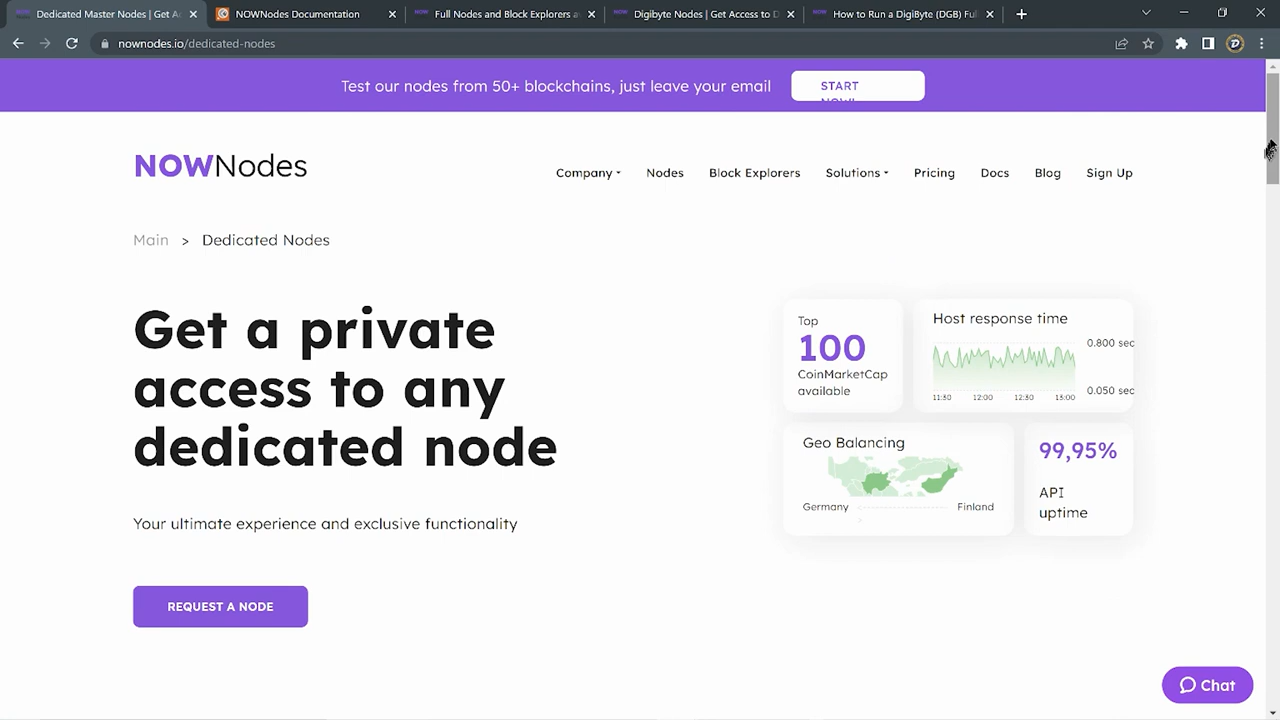 Dedicated Master Nodes | Get Ac
NOWNodes Documentation
Full Nodes and Block Explorers a
Digibyte Nodes | Get Access to D
How to Run a DigiByte (DGB) Ful
nownodes.io/dedicated-nodes
Test our nodes from 50+ blockchains, just leave your email
START
NOW!
NOWNodes
Company
Nodes
Block Explorers
Solutions
Pricing
Docs
Blog
Sign Up
Main > Dedicated Nodes
Get a private
access to any
dedicated node
Your ultimate experience and exclusive functionality
REQUEST A NODE
Top
100
CoinMarketCap
available
Host response time
0.800 sec
0.050 sec
11:30 12:00 12:30 13:00
Geo Balancing
Germany
Finland
99,95%
API
uptime
Chat